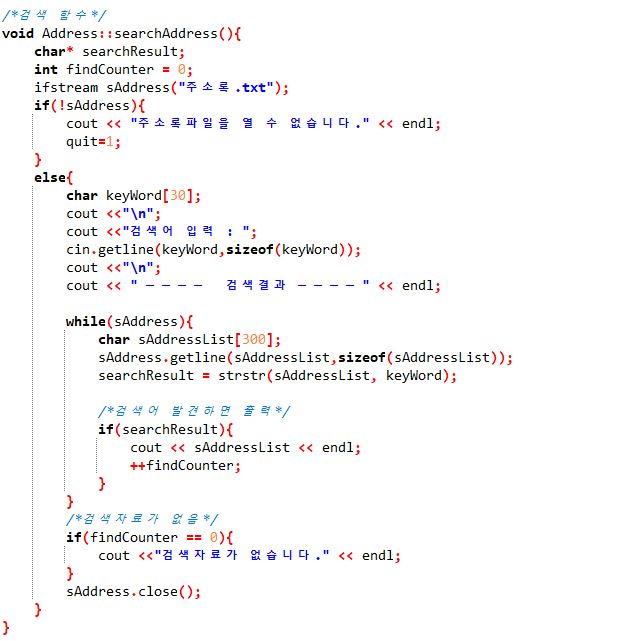 /*검색 함수*/
void Address::searchAddress(){
    char* searchResult;
    int findCounter = 0;
    ifstream sAddress("주소록.txt");
    if(!sAddress){
        cout << "주소록파일을 열 수 없습니다." << endl;
        quit=1;
    }
    else{
        char keyWord[30];
        cout <<"\n";
        cout <<"검색어 입력 : ";
        cin.getline(keyWord,sizeof(keyWord));
        cout <<"\n";
        cout << " ㅡㅡㅡㅡ  검색결과 ㅡㅡㅡㅡ " << endl;

        while(sAddress){
            char sAddressList[300];
            sAddress.getline(sAddressList,sizeof(sAddressList));
            searchResult = strstr(sAddressList, keyWord);

            /*검색어 발견하면 출력*/
            if(searchResult){
                cout << sAddressList << endl;
                ++findCounter;
            }
        }
        /*검색자료가 없을*/
        if(findCounter == 0){
            cout <<"검색자료가 없습니다." << endl;
        }
        sAddress.close();
    }
}